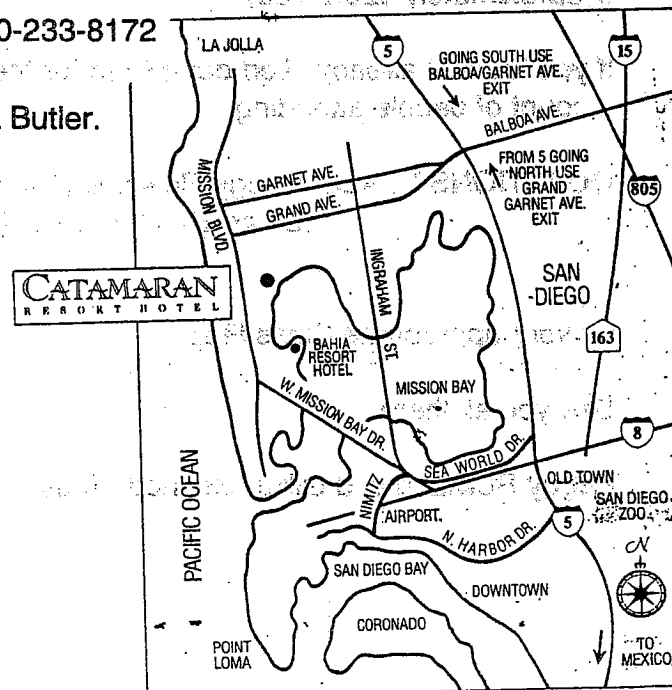 0-233-8172
Butler.
LA JOLLA
5
15
GOING SOUTH USE
BALBOA/GARNET AVE.
EXIT
BALBOA AVE.
MISSION BLVD.
GARNET AVE.
GRAND AVE.
FROM 5 GOING
NORTH USE
GRAND
GARNET AVE.
EXIT
805
INGRAHAM ST.
SAN
DIEGO
CATAMARAN
RESORT HOTEL
163
BAHIA
RESORT
HOTEL
MISSION BAY
W. MISSION BAY DR.
8
SEA WORLD DR.
OLD TOWN
PACIFIC OCEAN
NIMITZ
AIRPORT
SAN DIEGO
ZOO
5
N. HARBOR DR.
N
SAN DIEGO BAY
DOWNTOWN
CORONADO
POINT
LOMA
TO
MEXICO